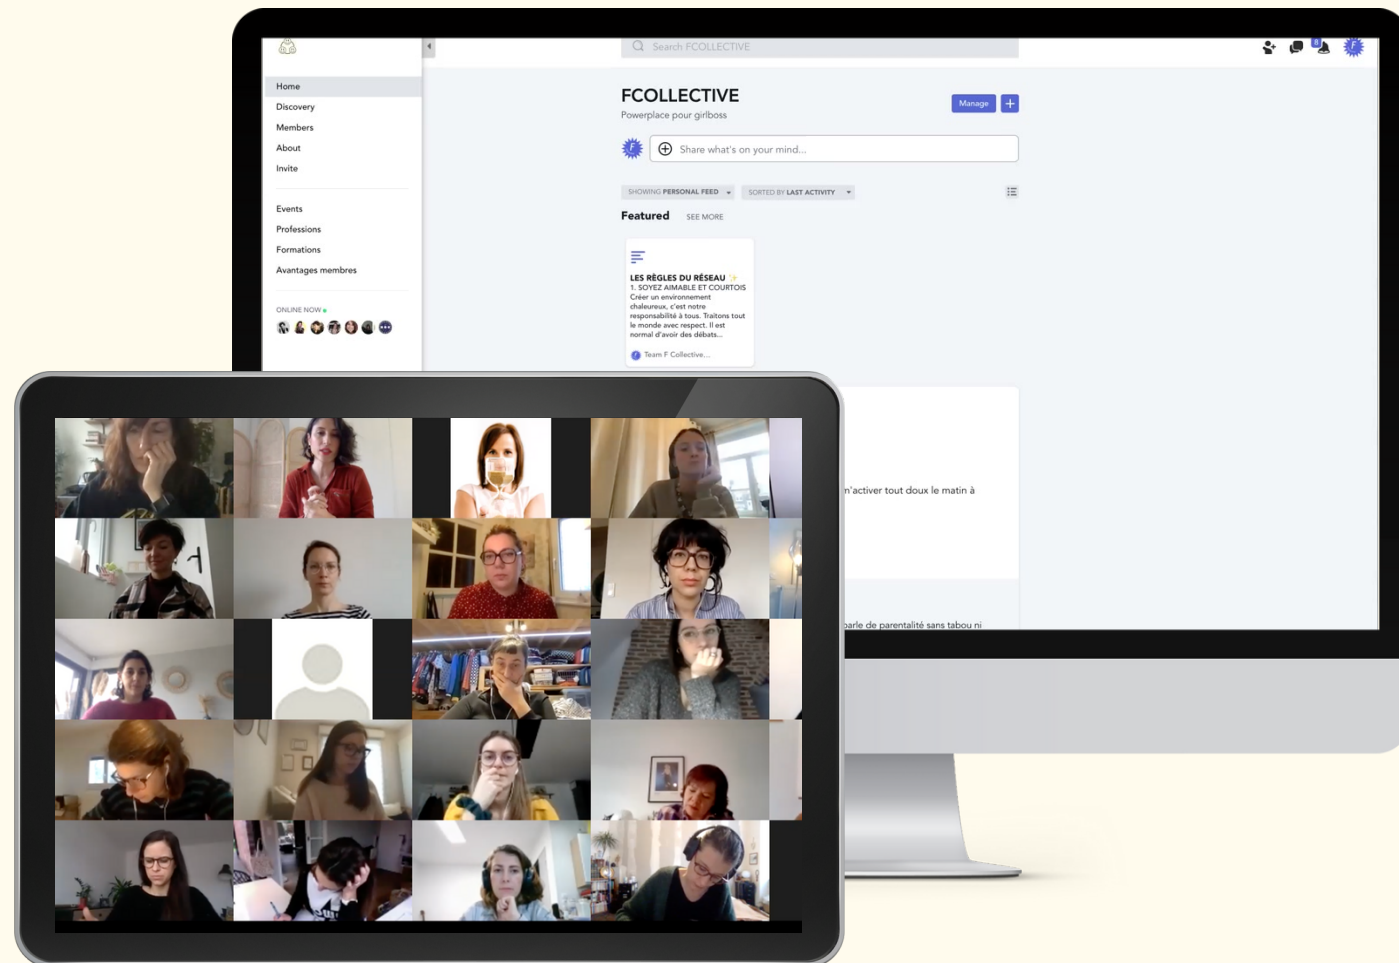 Search FCOLLECTIVE
8
F
Home
Discovery
Members
About
Invite
Events
Professions
Formations
Avantages membres
ONLINE NOW
FCOLLECTIVE
Powerplace pour girlboss
Manage
+
F
Share what's on your mind...
SHOWING PERSONAL FEED
SORTED BY LAST ACTIVITY
Featured
SEE MORE
LES RÈGLES DU RÉSEAU ✨
1. SOYEZ AIMABLE ET COURTOIS
Créer un environnement
chaleureux, c'est notre
responsabilité à tous. Traitons tout
le monde avec respect. Il est
normal d'avoir des débats...
Team F Collective...
m'activer tout doux le matin à
parle de parentalité sans tabou ni